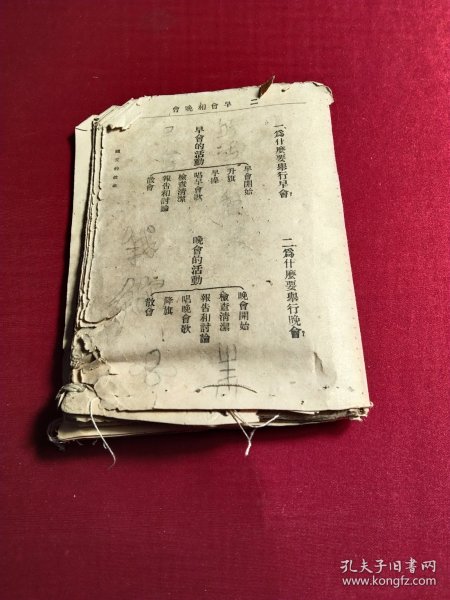 二 早會和晚會
一、爲什麼要舉行早會？
早會的活動
早會開始
升旗
早操
唱早會歌
檢查清潔
報告和討論
散會
二、爲什麼要舉行晚會？
晚會的活動
晚會開始
檢查清潔
報告和討論
唱晚會歌
降旗
散會
孔夫子旧书网
www.kongfz.com